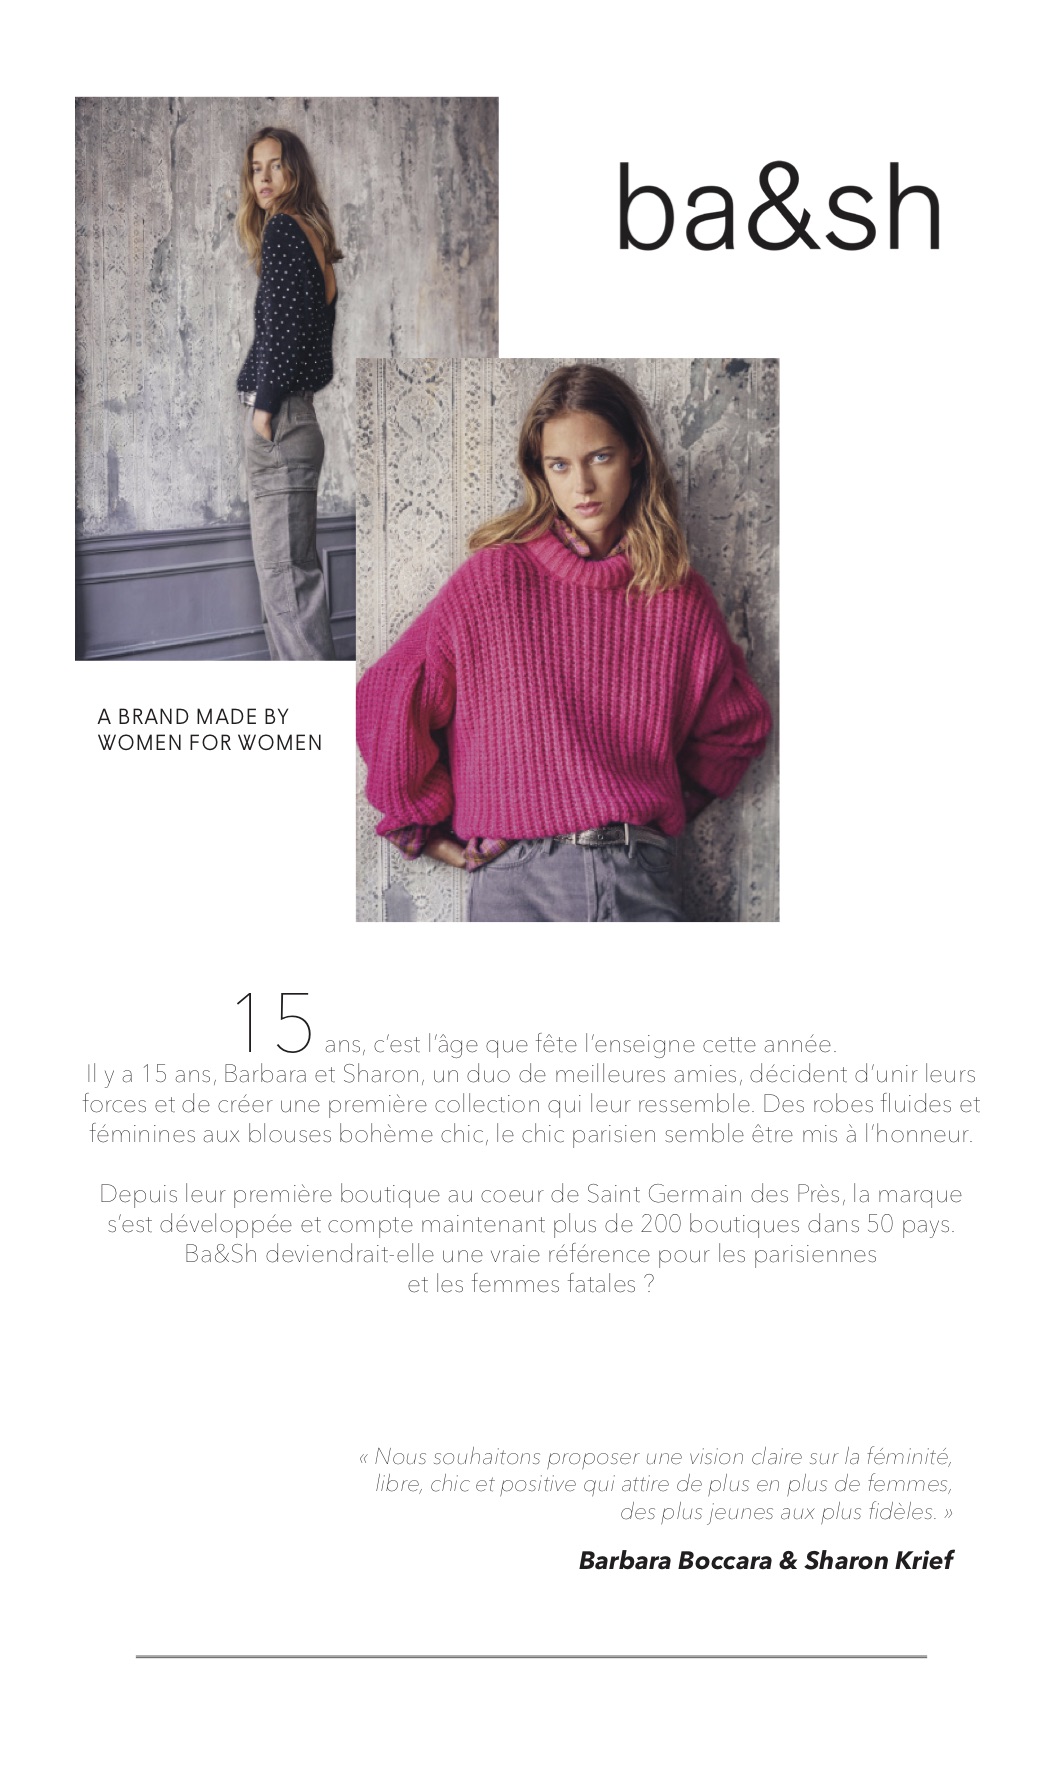 ba&sh
A BRAND MADE BY
WOMEN FOR WOMEN
15 ans, c’est l’âge que fête l’enseigne cette année.
Il y a 15 ans, Barbara et Sharon, un duo de meilleures amies, décident d’unir leurs
forces et de créer une première collection qui leur ressemble. Des robes fluides et
féminines aux blouses bohème chic, le chic parisien semble être mis à l’honneur.
Depuis leur première boutique au coeur de Saint Germain des Près, la marque
s’est développée et compte maintenant plus de 200 boutiques dans 50 pays.
Ba&Sh deviendrait-elle une vraie référence pour les parisiennes
et les femmes fatales ?
« Nous souhaitons proposer une vision claire sur la féminité,
libre, chic et positive qui attire de plus en plus de femmes,
des plus jeunes aux plus fidèles. »
Barbara Boccara & Sharon Krief